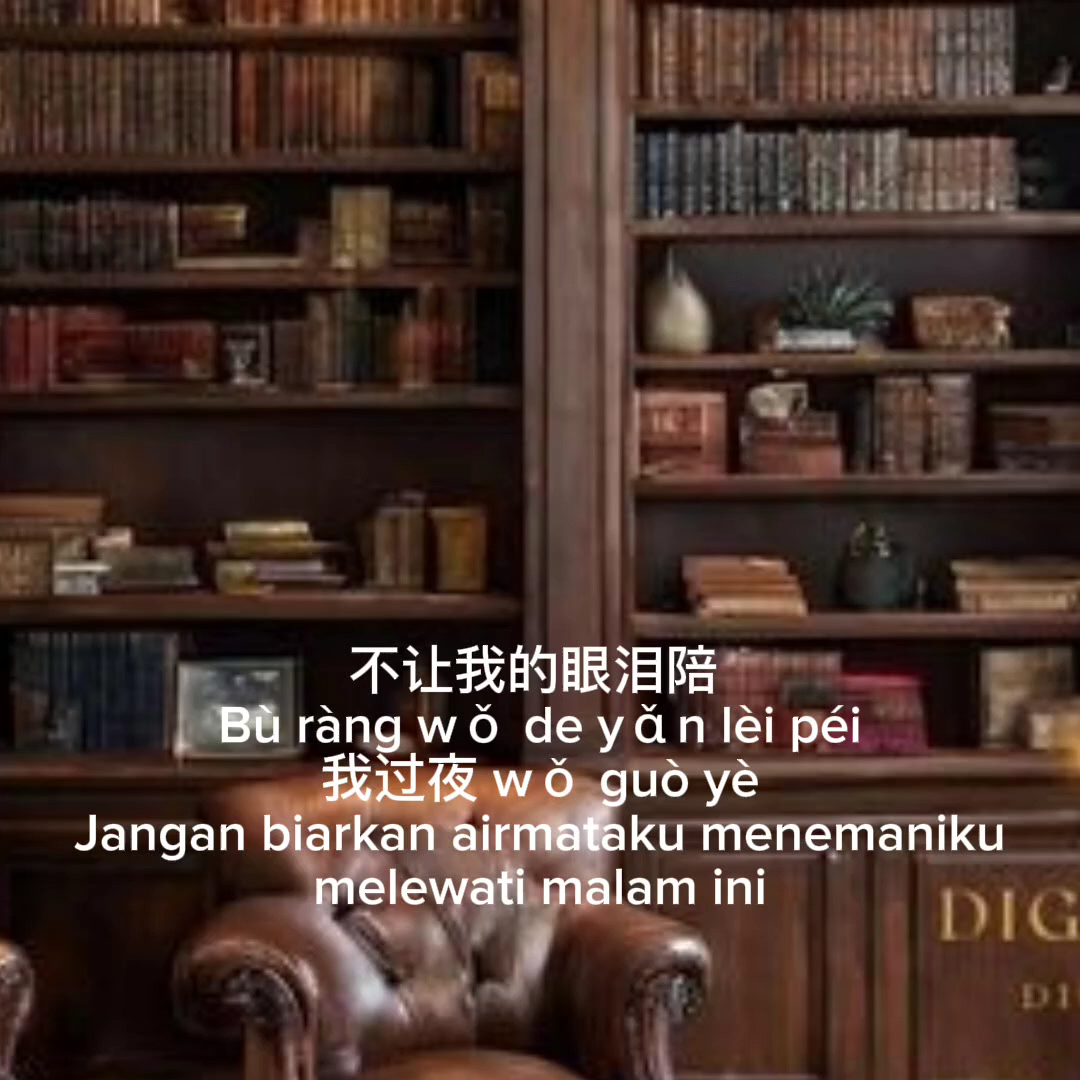 不让我的眼泪陪
Bù ràng wǒ de yǎn lèi péi
我过夜 wǒ guò yè
Jangan biarkan airmataku menemaniku
melewati malam ini
DIG